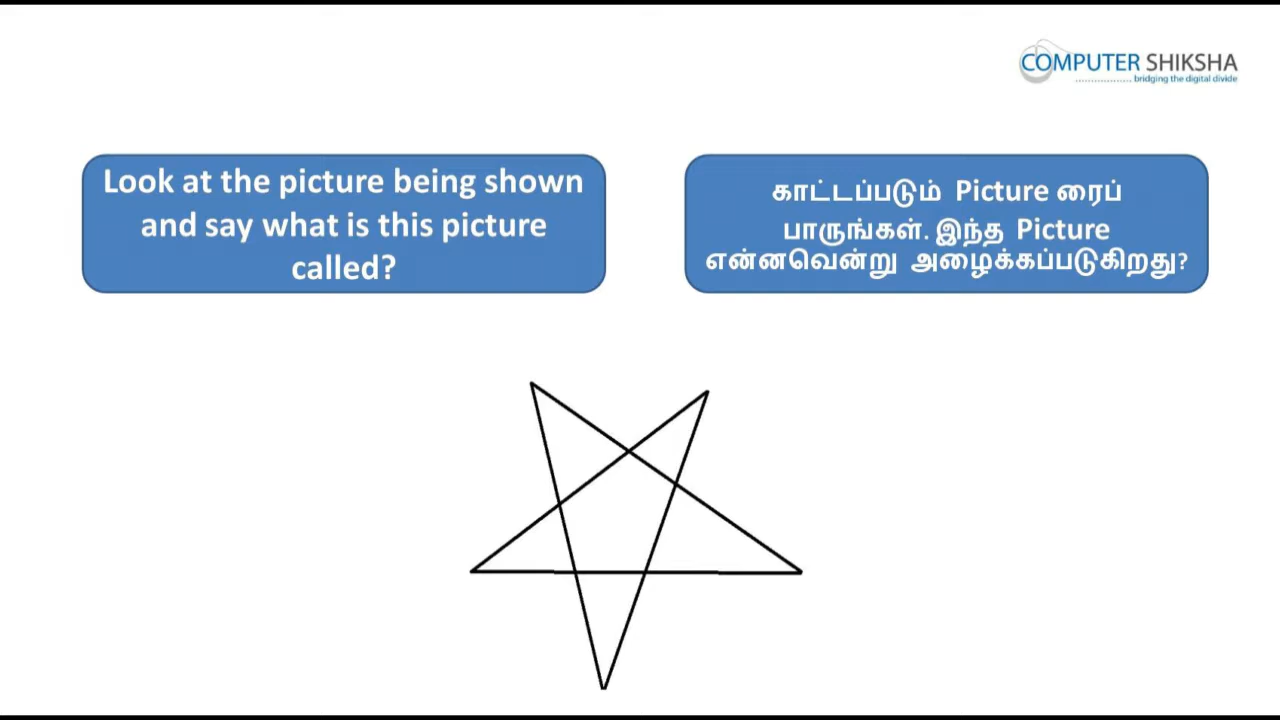 COMPUTER SHIKSHA
bridging the digital divide
Look at the picture being shown
and say what is this picture
called?
காட்டப்படும் Picture ரைப்
பாருங்கள். இந்த Picture
என்னவென்று அழைக்கப்படுகிறது?